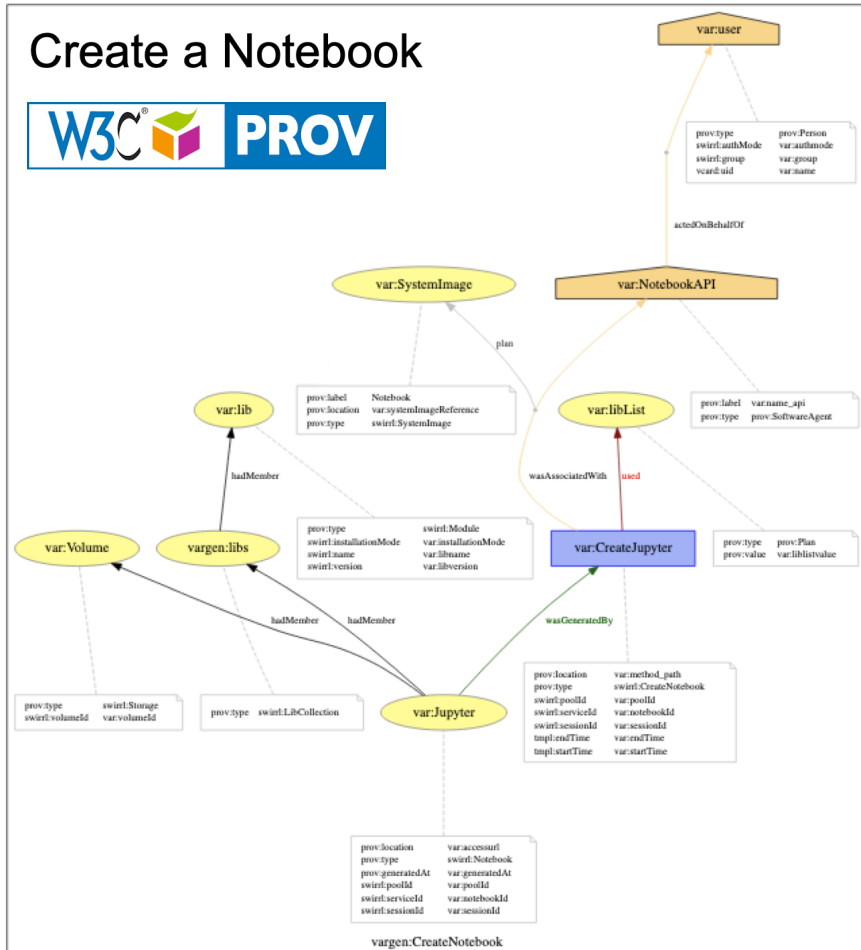 Create a Notebook
W3C® PROV
var:user
prov:type prov:Person
swirrl:authMode var:authmode
swirrl:group var:group
vcard:uid var:name
actedOnBehalfOf
var:SystemImage
var:NotebookAPI
plan
prov:label Notebook
prov:location var:systemImageReference
prov:type swirrl:SystemImage
prov:label var:name_api
prov:type prov:SoftwareAgent
var:lib
var:libList
hadMember
wasAssociatedWith
used
prov:type swirrl:Module
swirrl:installationMode var:installationMode
swirrl:name var:libname
swirrl:version var:libversion
prov:type prov:Plan
prov:value var:liblistvalue
var:Volume
vargen:libs
var:CreateJupyter
hadMember
hadMember
wasGeneratedBy
prov:type swirrl:Storage
swirrl:volumeId var:volumeId
prov:type swirrl:LibCollection
var:Jupyter
prov:location var:method_path
prov:type swirrl:CreateNotebook
swirrl:poolId var:poolId
swirrl:serviceId var:notebookId
swirrl:sessionId var:sessionId
tmpl:endTime var:endTime
tmpl:startTime var:startTime
prov:location var:accessurl
prov:type swirrl:Notebook
prov:generatedAt var:generatedAt
swirrl:poolId var:poolId
swirrl:serviceId var:notebookId
swirrl:sessionId var:sessionId
vargen:CreateNotebook